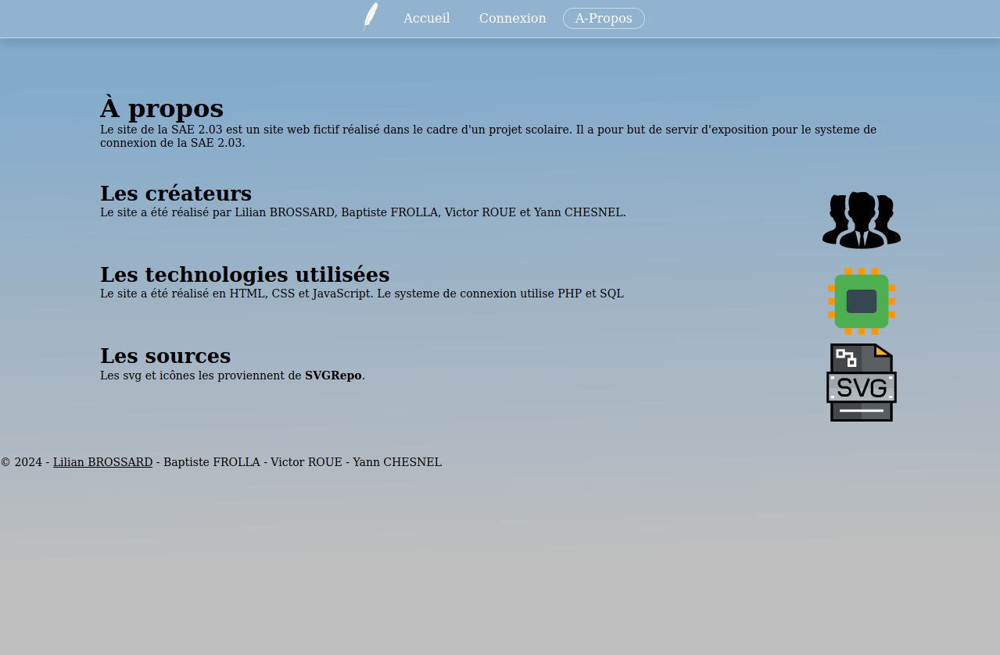 Accueil Connexion A-Propos
À propos
Le site de la SAE 2.03 est un site web fictif réalisé dans le cadre d'un projet scolaire. Il a pour but de servir d'exposition pour le systeme de
connexion de la SAE 2.03.
Les créateurs
Le site a été réalisé par Lilian BROSSARD, Baptiste FROLLA, Victor ROUE et Yann CHESNEL.
Les technologies utilisées
Le site a été réalisé en HTML, CSS et JavaScript. Le systeme de connexion utilise PHP et SQL
Les sources
Les svg et icônes les proviennent de SVGRepo.
SVG
© 2024 - Lilian BROSSARD - Baptiste FROLLA - Victor ROUE - Yann CHESNEL